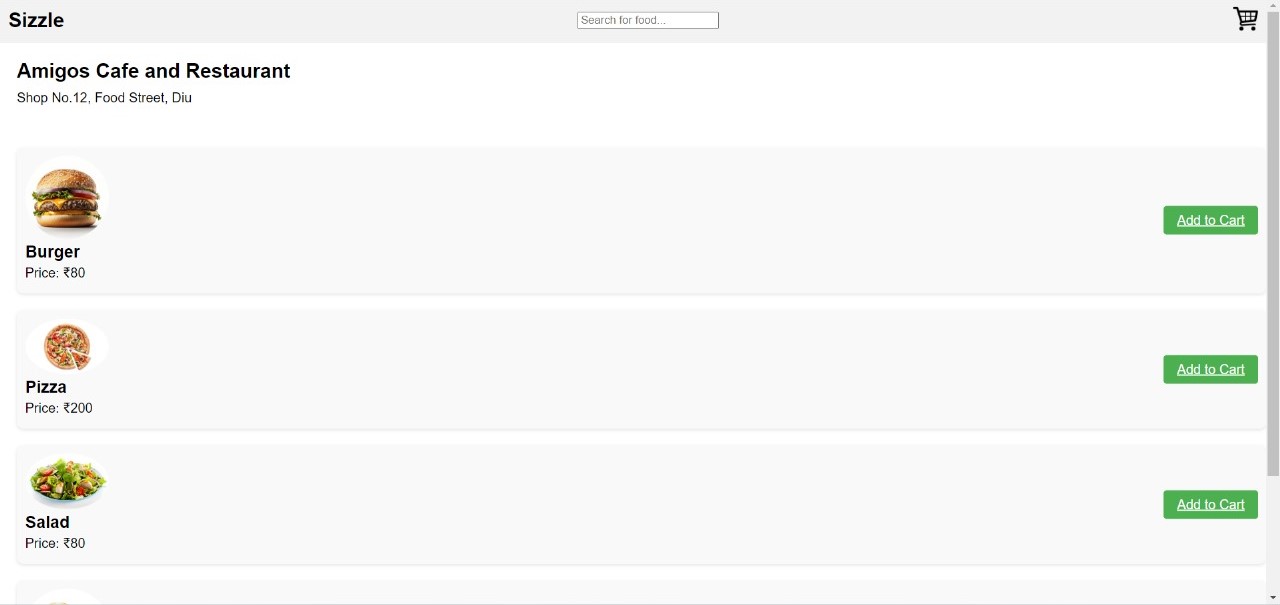 Sizzle
Search for food...
Amigos Cafe and Restaurant
Shop No.12, Food Street, Diu
Burger
Price: ₹80
Add to Cart
Pizza
Price: ₹200
Add to Cart
Salad
Price: ₹80
Add to Cart